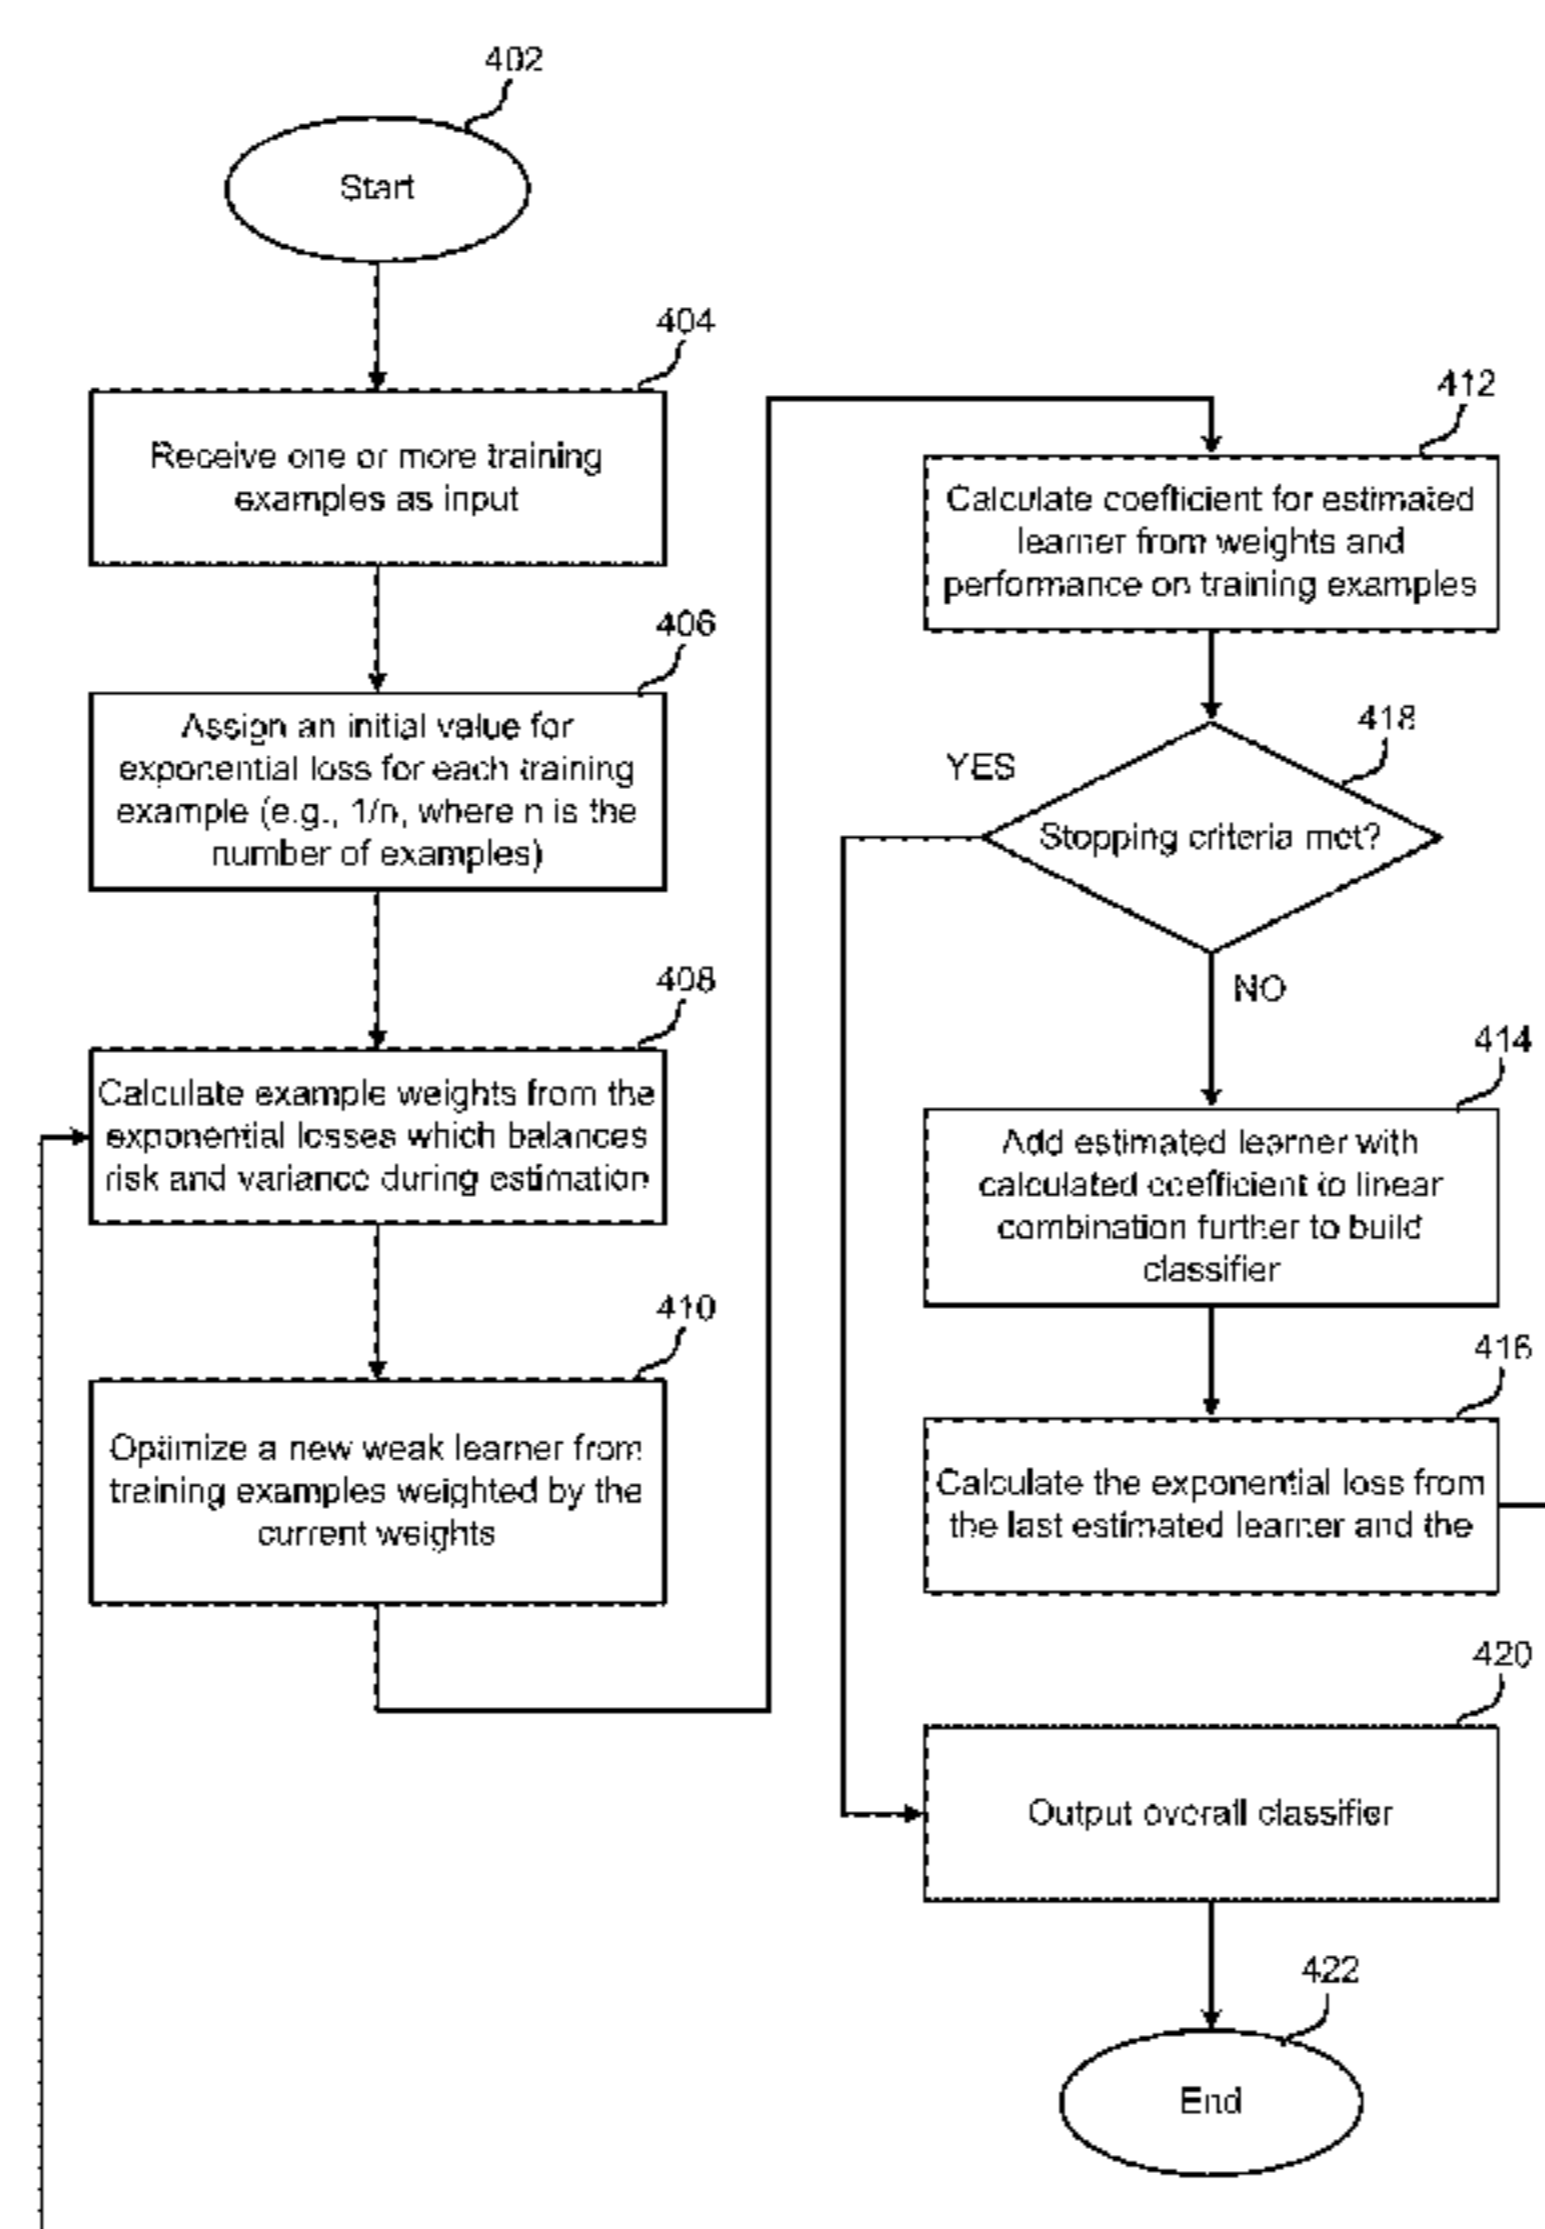 402
Start
404
Receive one or more training
examples as input
406
Assign an initial value for
exponential loss for each training
example (e.g., 1/n, where n is the
number of examples)
408
Calculate example weights from the
exponential losses which balances
risk and variance during estimation
410
Optimize a new weak learner from
training examples weighted by the
current weights
412
Calculate coefficient for estimated
learner from weights and
performance on training examples
418
YES
Stopping criteria met?
NO
414
Add estimated learner with
calculated coefficient to linear
combination further to build
classifier
416
Calculate the exponential loss from
the last estimated learner and the
420
Output overall classifier
422
End